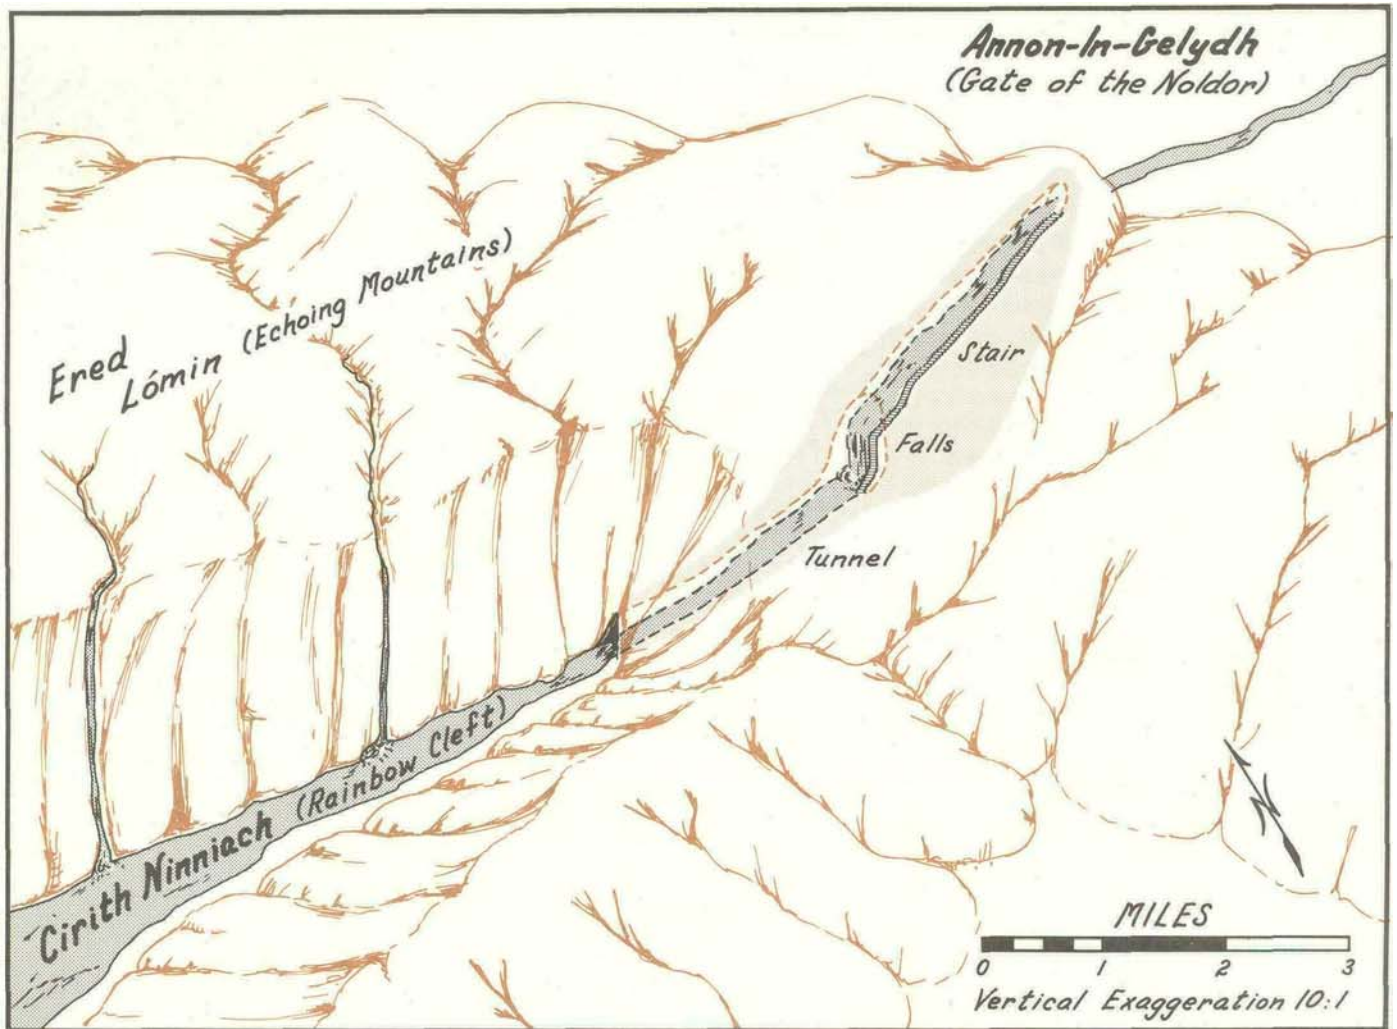 Annon-In-Gelydh
(Gate of the Noldor)
Ered
Lómin (Echoing Mountains)
Stair
Falls
Tunnel
Cirith Ninniach (Rainbow Cleft)
N
MILES
0 1 2 3
Vertical Exaggeration 10:1